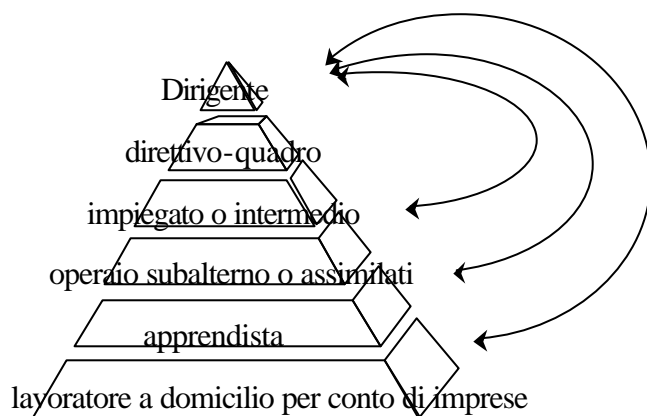 Dirigente
direttivo-quadro
impiegato o intermedio
operaio subalterno o assimilati
apprendista
lavoratore a domicilio per conto di imprese